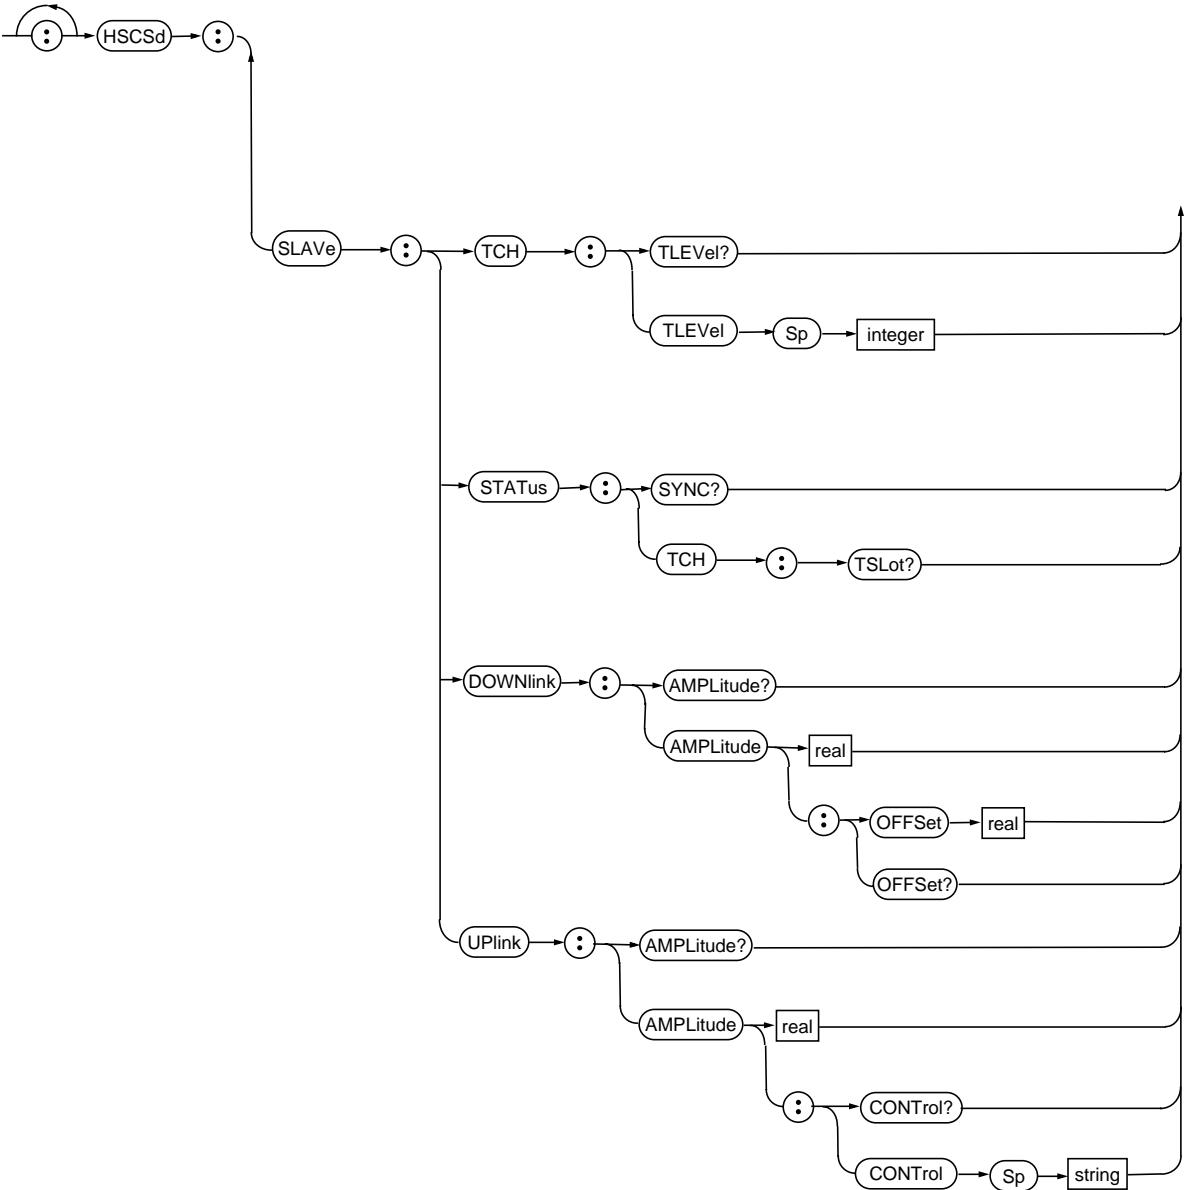 : HSCSd :
SLAVe : TCH : TLEVel?
TLEVel Sp integer
STATus : SYNC?
TCH : TSLot?
DOWNlink : AMPLitude?
AMPLitude real
: OFFSet real
OFFSet?
UPlink : AMPLitude?
AMPLitude real
: CONTrol?
CONTrol Sp string